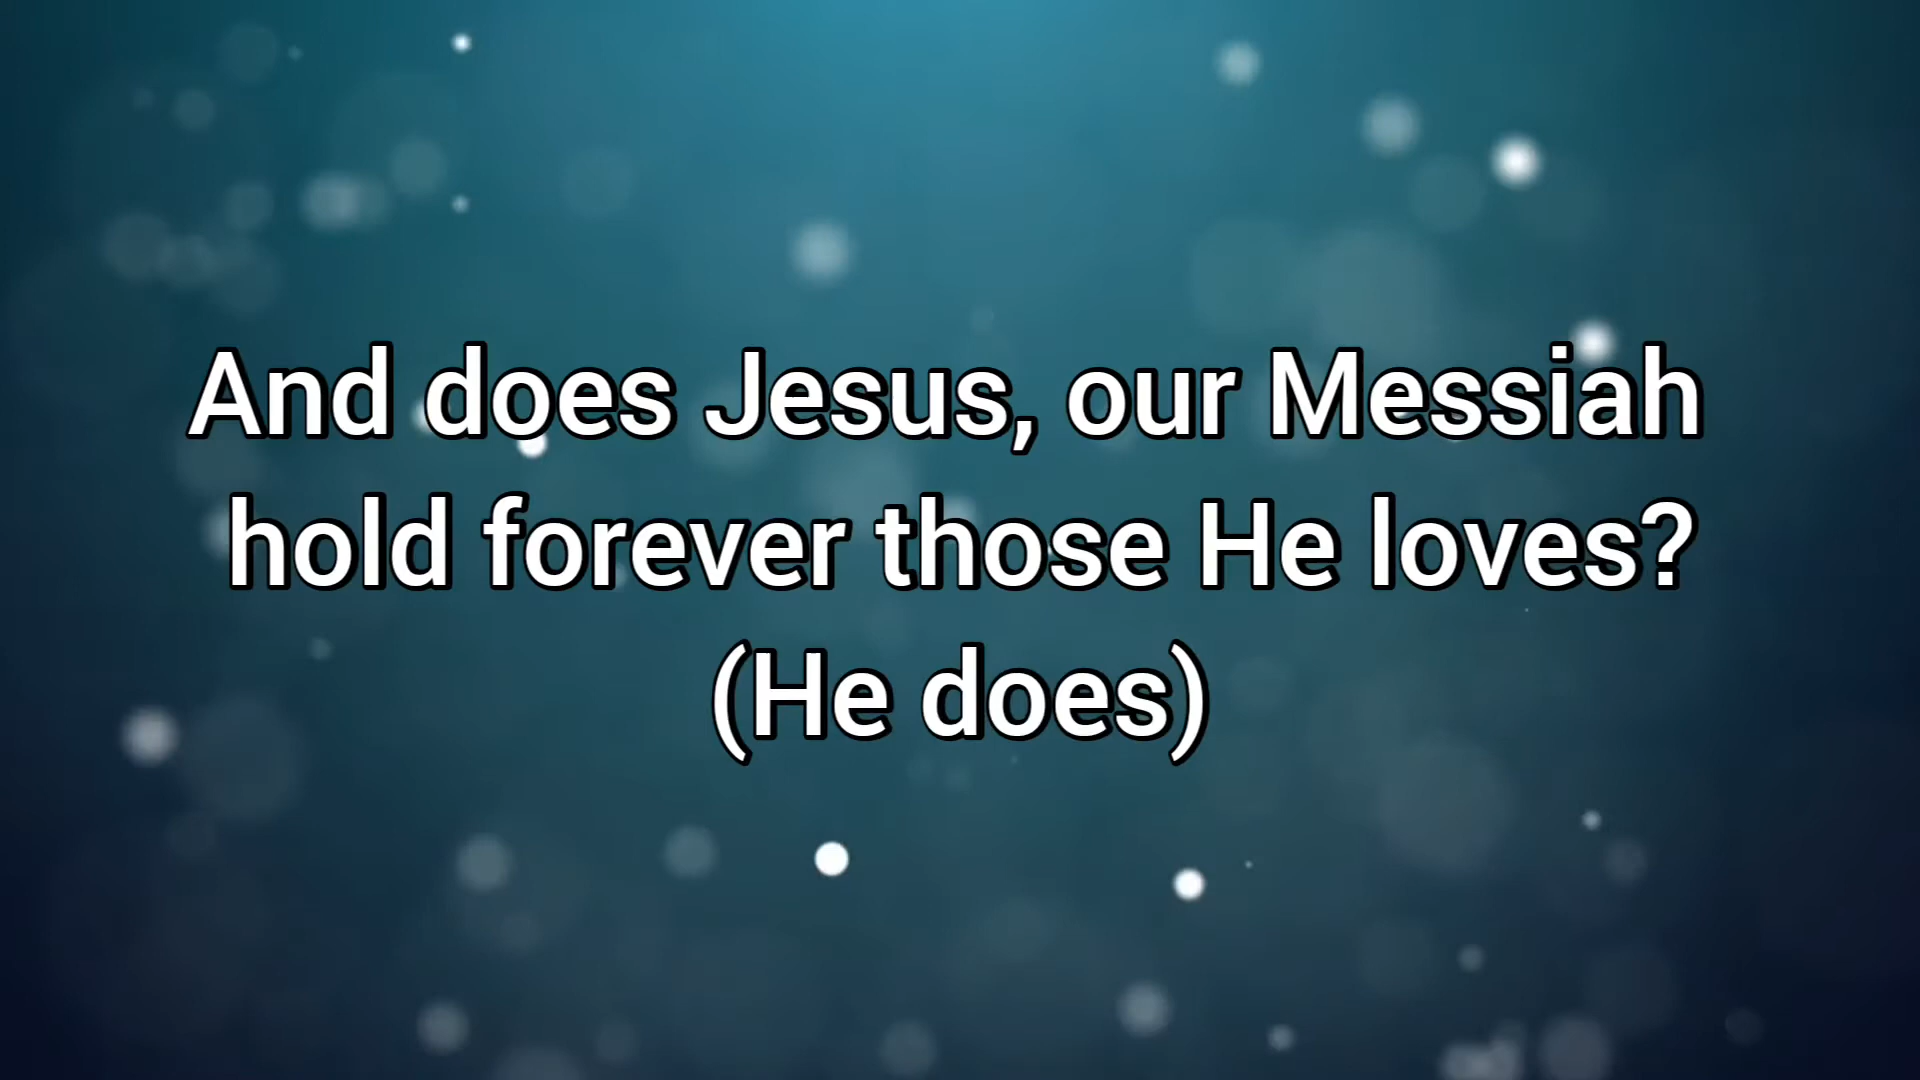 And does Jesus, our Messiah
hold forever those He loves?
(He does)